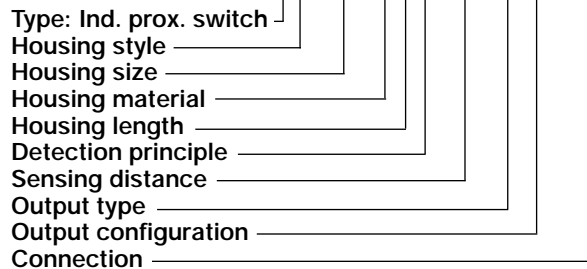 Type: Ind. prox. switch
Housing style
Housing size
Housing material
Housing length
Detection principle
Sensing distance
Output type
Output configuration
Connection